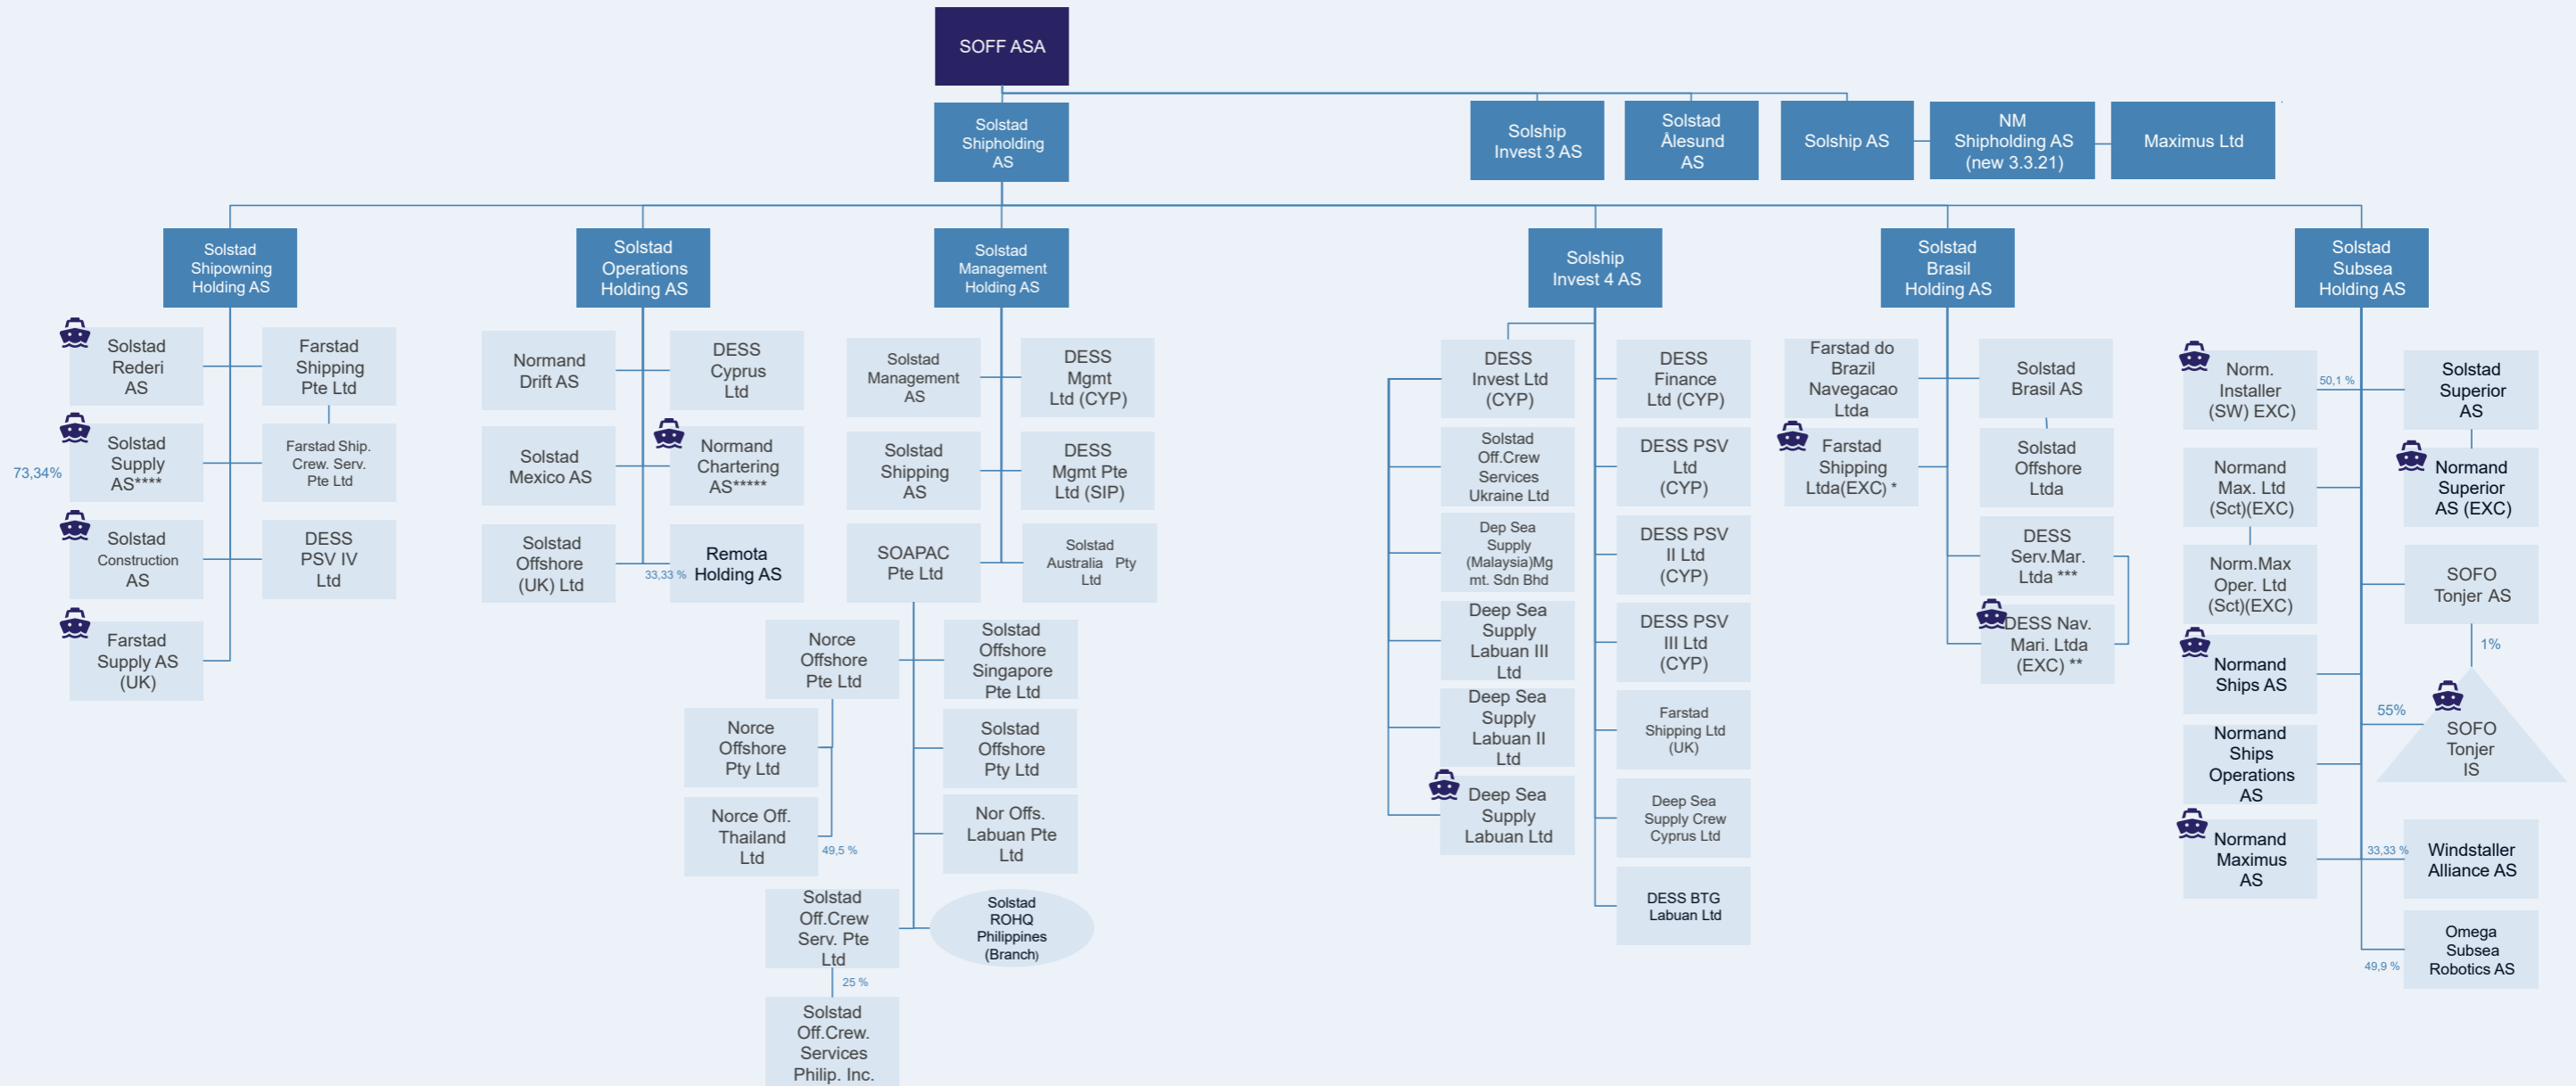 SOFF ASA
Solstad
Shipholding
AS
Solship
Invest 3 AS
Solstad
Ålesund
AS
Solship AS
NM
Shipholding AS
(new 3.3.21)
Maximus Ltd
Solstad
Shipowning
Holding AS
Solstad
Operations
Holding AS
Solstad
Management
Holding AS
Solship
Invest 4 AS
Solstad
Brasil
Holding AS
Solstad
Subsea
Holding AS
Solstad
Rederi
AS
Farstad
Shipping
Pte Ltd
73,34%
Solstad
Supply
AS****
Farstad Ship.
Crew. Serv.
Pte Ltd
Solstad
Construction
AS
DESS
PSV IV
Ltd
Farstad
Supply AS
(UK)
Normand
Drift AS
DESS
Cyprus
Ltd
Solstad
Mexico AS
Normand
Chartering
AS*****
Solstad
Offshore
(UK) Ltd
33,33 %
Remota
Holding AS
Solstad
Management
AS
DESS
Mgmt
Ltd (CYP)
Solstad
Shipping
AS
DESS
Mgmt Pte
Ltd (SIP)
SOAPAC
Pte Ltd
Solstad
Australia Pty
Ltd
Norce
Offshore
Pte Ltd
Solstad
Offshore
Singapore
Pte Ltd
Norce
Offshore
Pty Ltd
Solstad
Offshore
Pty Ltd
Norce Off.
Thailand
Ltd
49,5 %
Nor Offs.
Labuan Pte
Ltd
Solstad
Off.Crew
Serv. Pte
Ltd
Solstad
ROHQ
Philippines
(Branch)
25 %
Solstad
Off.Crew.
Services
Philip. Inc.
DESS
Invest Ltd
(CYP)
DESS
Finance
Ltd (CYP)
Solstad
Off.Crew
Services
Ukraine Ltd
DESS PSV
Ltd
(CYP)
Dep Sea
Supply
(Malaysia)Mg
mt. Sdn Bhd
DESS PSV
II Ltd
(CYP)
Deep Sea
Supply
Labuan III
Ltd
DESS PSV
III Ltd
(CYP)
Deep Sea
Supply
Labuan II
Ltd
Farstad
Shipping Ltd
(UK)
Deep Sea
Supply
Labuan Ltd
Deep Sea
Supply Crew
Cyprus Ltd
DESS BTG
Labuan Ltd
Farstad do
Brazil
Navegacao
Ltda
Solstad
Brasil AS
Farstad
Shipping
Ltda(EXC) *
Solstad
Offshore
Ltda
DESS
Serv.Mar.
Ltda ***
DESS Nav.
Mari. Ltda
(EXC) **
Norm.
Installer
(SW) EXC)
50,1 %
Solstad
Superior
AS
Normand
Max. Ltd
(Sct)(EXC)
Normand
Superior
AS (EXC)
Norm.Max
Oper. Ltd
(Sct)(EXC)
SOFO
Tonjer AS
1%
Normand
Ships AS
55%
SOFO
Tonjer
IS
Normand
Ships
Operations
AS
Normand
Maximus
AS
33,33 %
Windstaller
Alliance AS
49,9 %
Omega
Subsea
Robotics AS